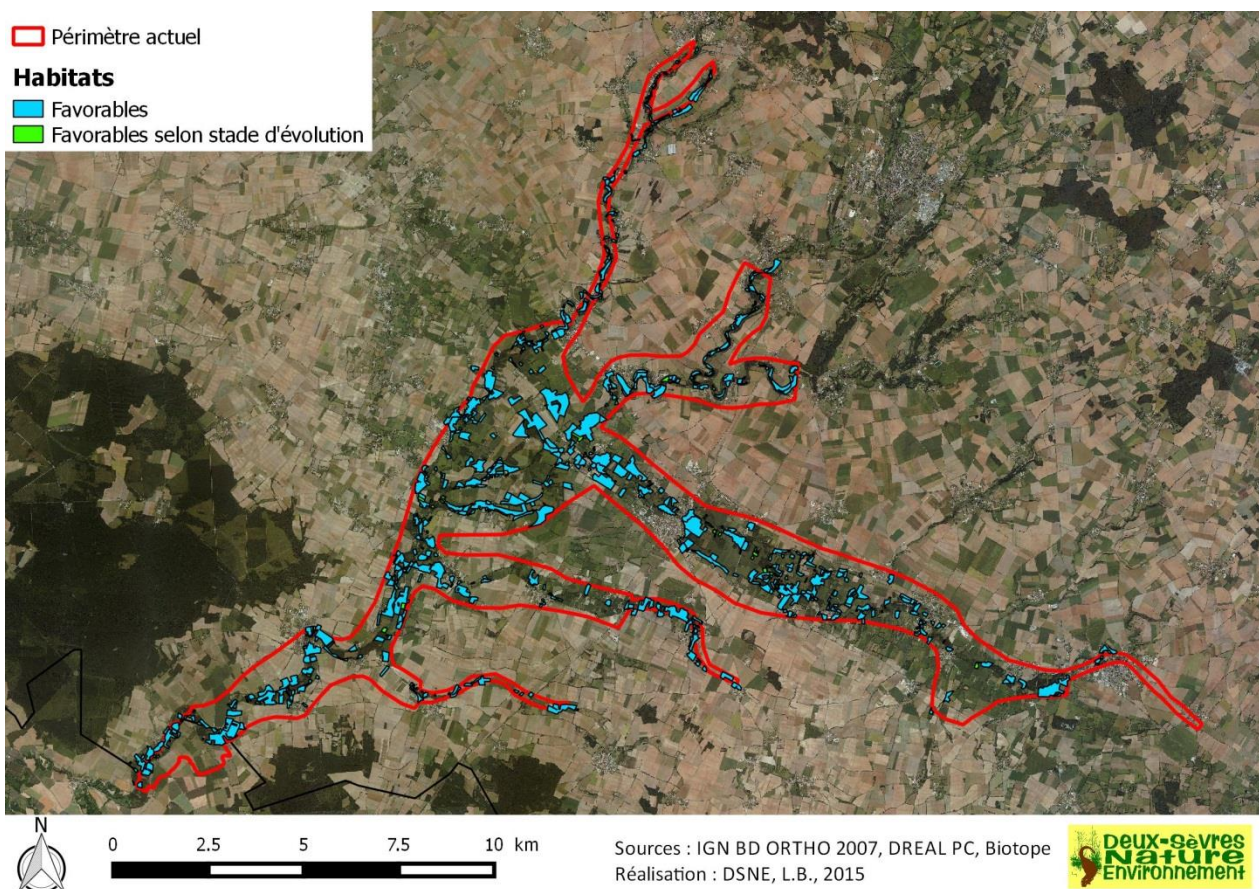 Périmètre actuel
Habitats
Favorables
Favorables selon stade d'évolution
N
0 2.5 5 7.5 10 km
Sources : IGN BD ORTHO 2007, DREAL PC, Biotope
Réalisation : DSNE, L.B., 2015
Deux-sèvres
Nature
Environnement